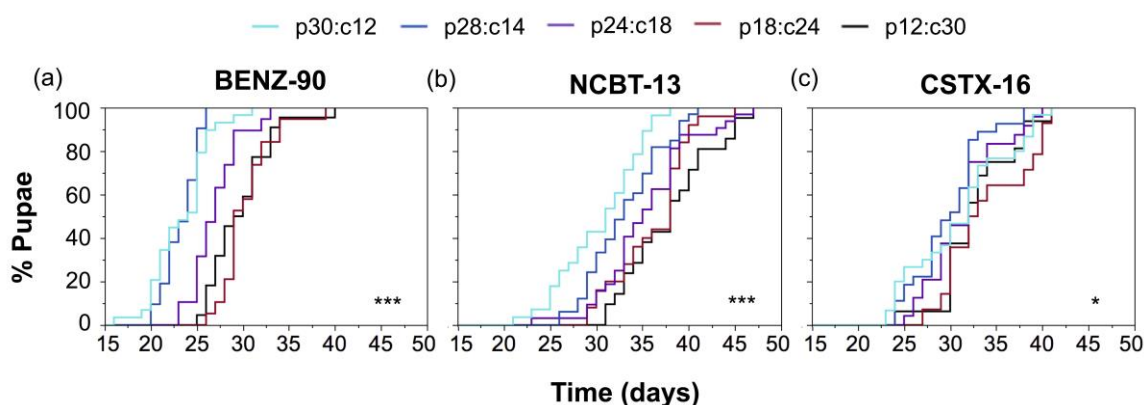 p30:c12 p28:c14 p24:c18 p18:c24 p12:c30
(a) BENZ-90 (b) NCBT-13 (c) CSTX-16
% Pupae
100
80
60
40
20
0
***
***
*
15 20 25 30 35 40 45 50 15 20 25 30 35 40 45 50 15 20 25 30 35 40 45 50
Time (days)